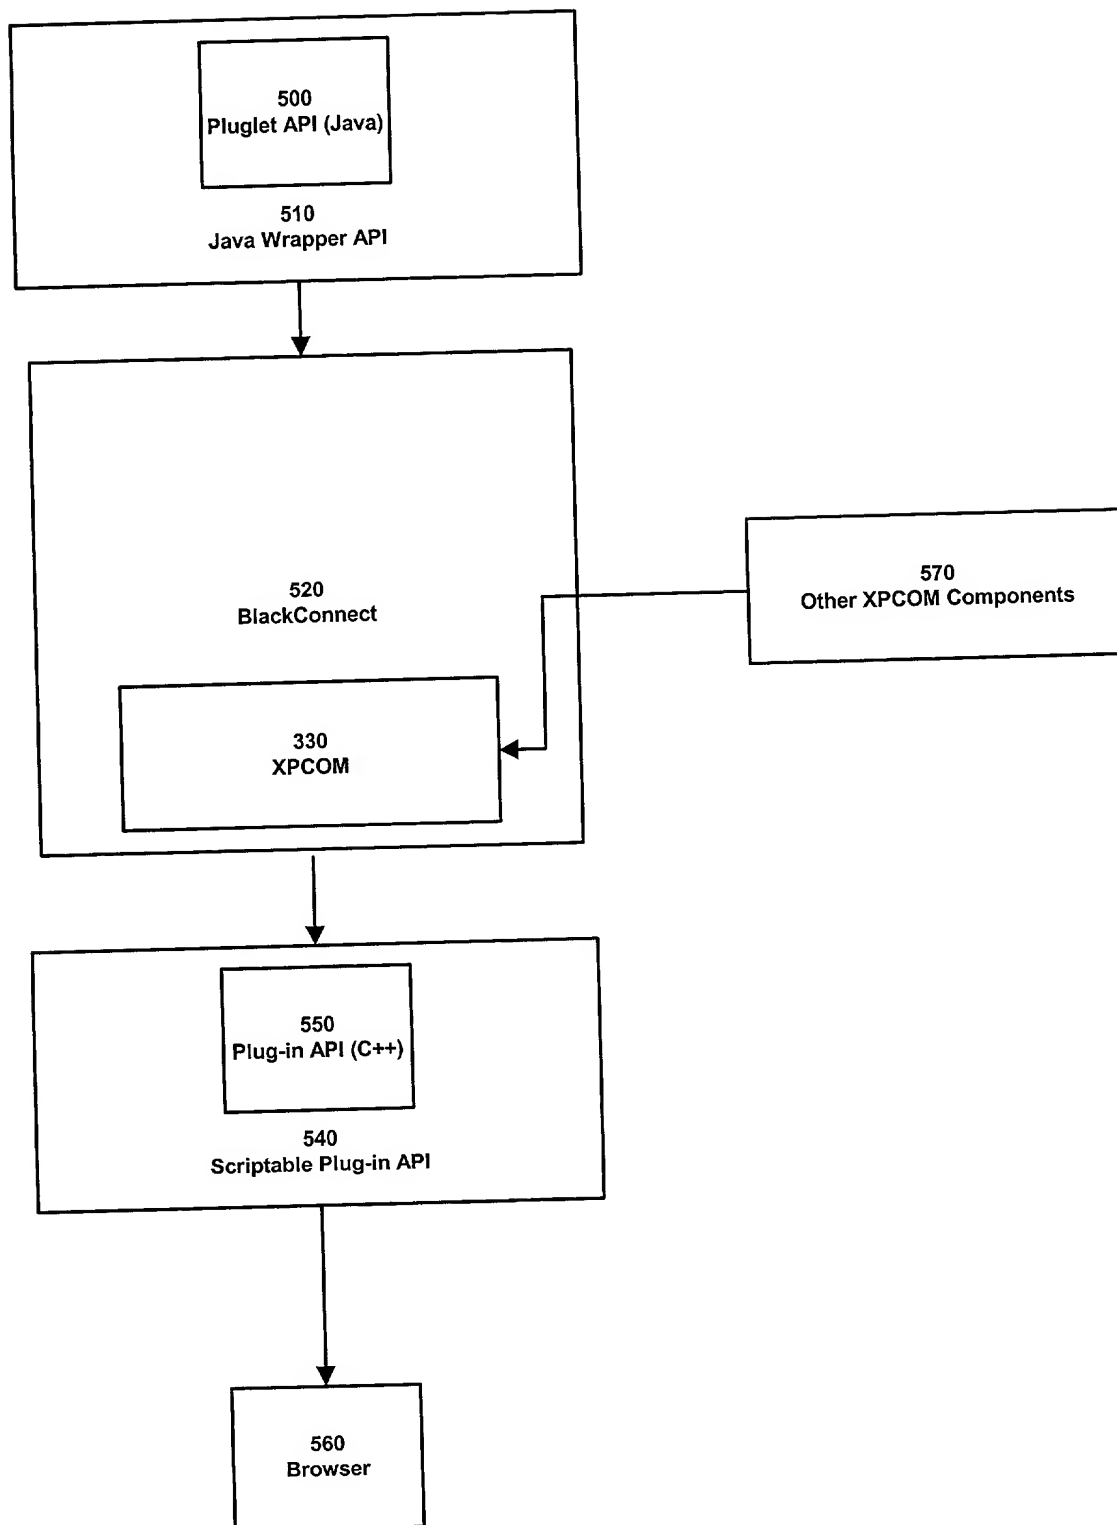 500
Pluglet API (Java)
510
Java Wrapper API
520
BlackConnect
570
Other XPCOM Components
330
XPCOM
550
Plug-in API (C++)
540
Scriptable Plug-in API
560
Browser